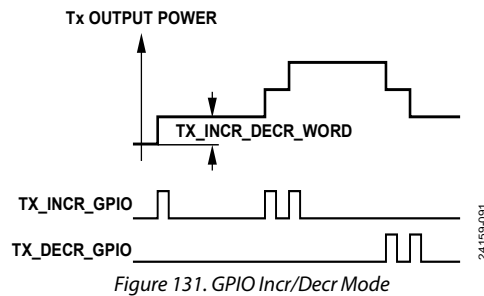 Tx OUTPUT POWER
TX_INCR_DECR_WORD
TX_INCR_GPIO
TX_DECR_GPIO
24159-091
Figure 131. GPIO Incr/Decr Mode